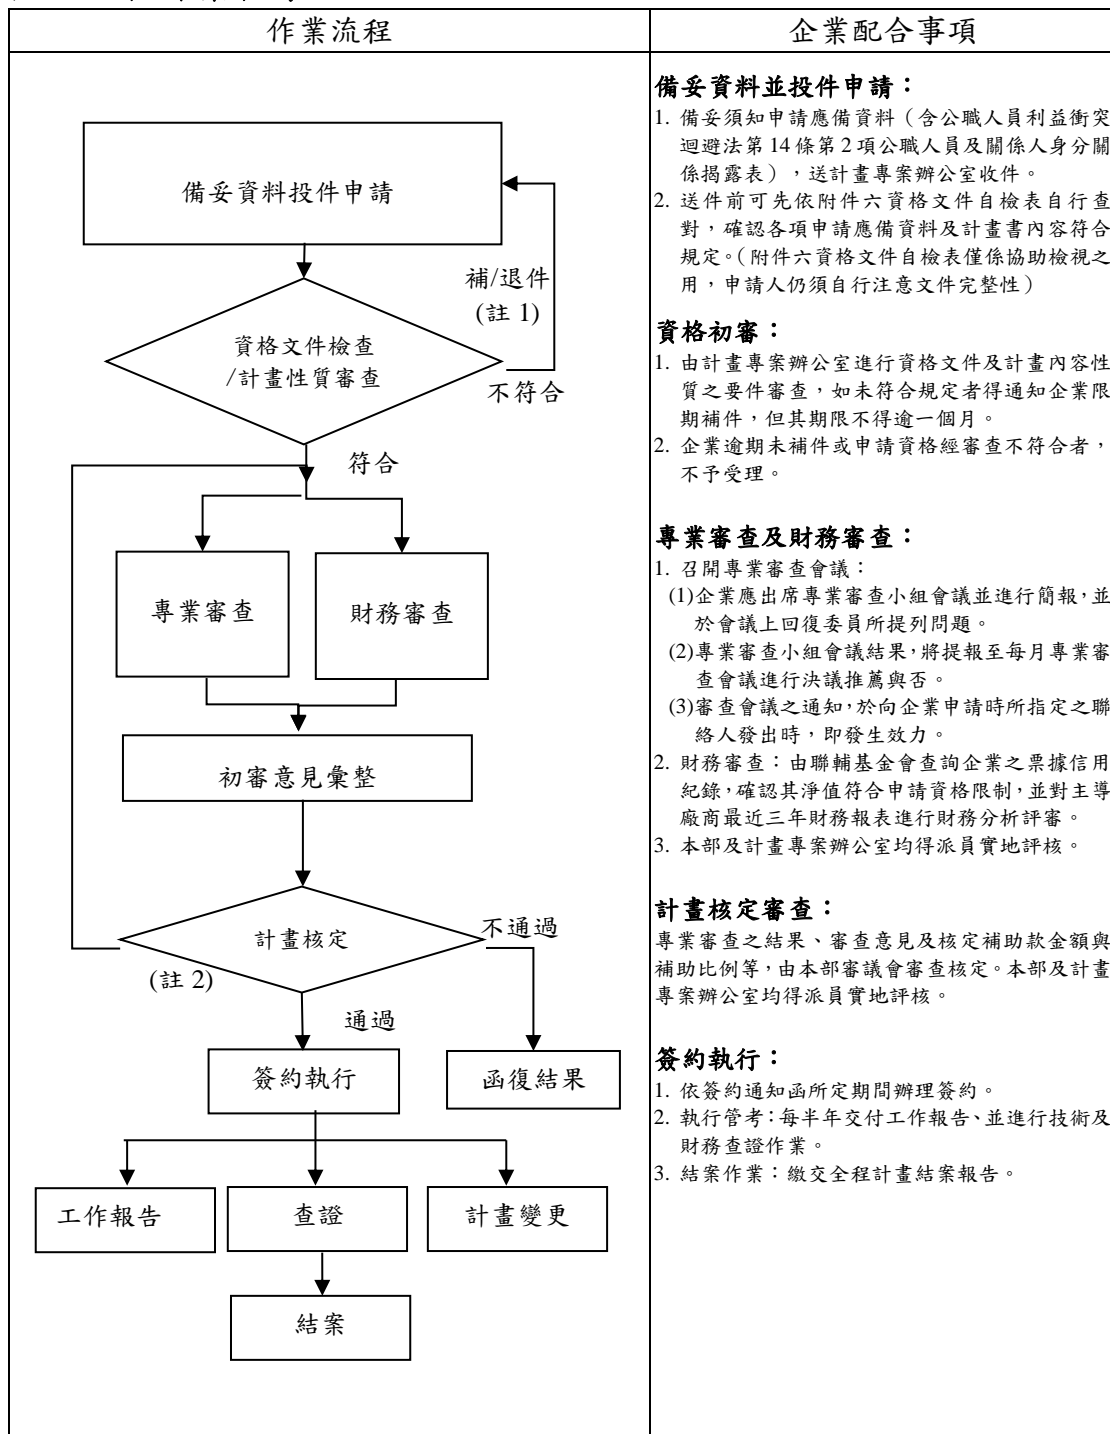 作業流程
企業配合事項
備妥資料投件申請
補/退件
(註 1)
資格文件檢查
/計畫性質審查
不符合
符合
專業審查
財務審查
初審意見彙整
計畫核定
不通過
(註 2)
通過
簽約執行
函復結果
工作報告
查證
計畫變更
結案
備妥資料並投件申請：
1. 備妥須知申請應備資料（含公職人員利益衝突
迴避法第 14 條第 2 項公職人員及關係人身分關
係揭露表），送計畫專案辦公室收件。
2. 送件前可先依附件六資格文件自檢表自行查
對，確認各項申請應備資料及計畫書內容符合
規定。（附件六資格文件自檢表僅係協助檢視之
用，申請人仍須自行注意文件完整性）
資格初審：
1. 由計畫專案辦公室進行資格文件及計畫內容性
質之要件審查，如未符合規定者得通知企業限
期補件，但其期限不得逾一個月。
2. 企業逾期未補件或申請資格經審查不符合者，
不予受理。
專業審查及財務審查：
1. 召開專業審查會議：
(1)企業應出席專業審查小組會議並進行簡報，並
於會議上回復委員所提列問題。
(2)專業審查小組會議結果，將提報至每月專業審
查會議進行決議推薦與否。
(3)審查會議之通知，於向企業申請時所指定之聯
絡人發出時，即發生效力。
2. 財務審查：由聯輔基金會查詢企業之票據信用
紀錄，確認其淨值符合申請資格限制，並對主導
廠商最近三年財務報表進行財務分析評審。
3. 本部及計畫專案辦公室均得派員實地評核。
計畫核定審查：
專業審查之結果、審查意見及核定補助款金額與
補助比例等，由本部審議會審查核定。本部及計畫
專案辦公室均得派員實地評核。
簽約執行：
1. 依簽約通知函所定期間辦理簽約。
2. 執行管考：每半年交付工作報告、並進行技術及
財務查證作業。
3. 結案作業：繳交全程計畫結案報告。